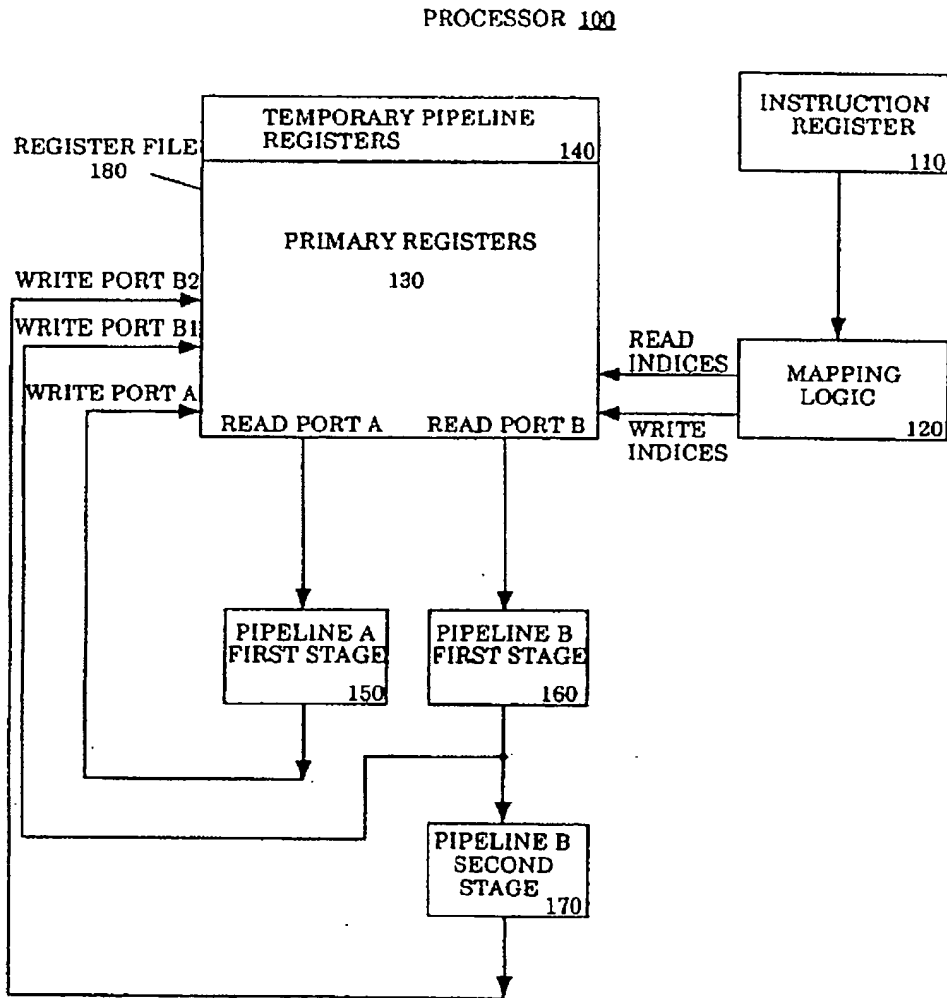 PROCESSOR 100
TEMPORARY PIPELINE
REGISTERS
140
INSTRUCTION
REGISTER
110
REGISTER FILE
180
PRIMARY REGISTERS
130
WRITE PORT B2
WRITE PORT B1
WRITE PORT A
READ
INDICES
MAPPING
LOGIC
120
WRITE
INDICES
READ PORT A
READ PORT B
PIPELINE A
FIRST STAGE
150
PIPELINE B
FIRST STAGE
160
PIPELINE B
SECOND
STAGE
170